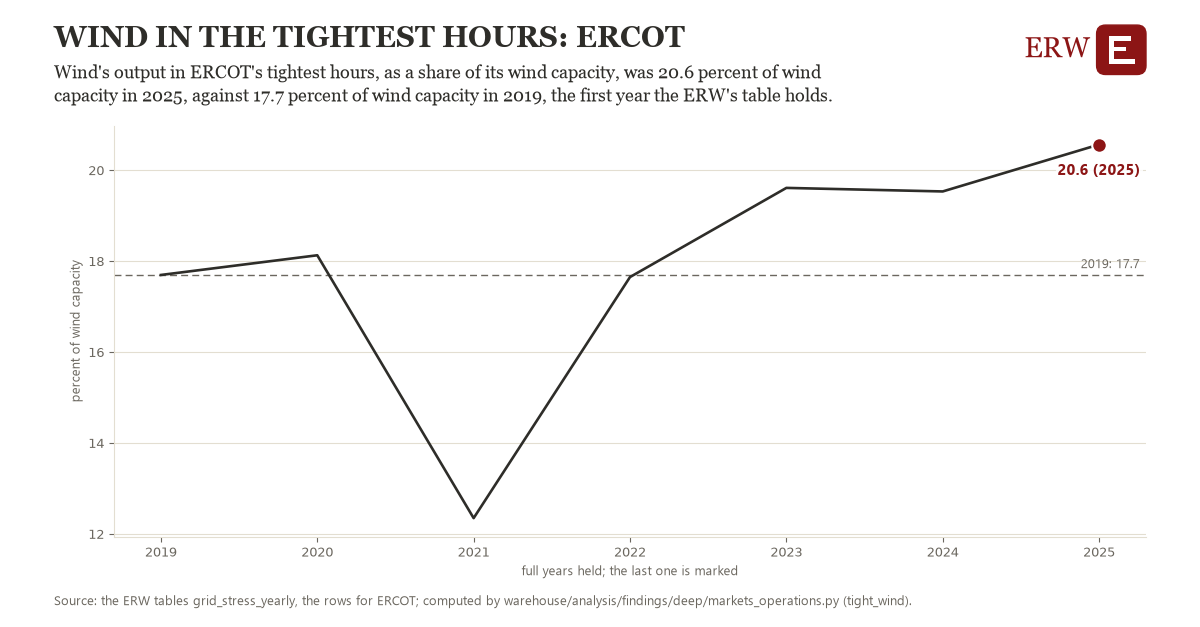 WIND IN THE TIGHTEST HOURS: ERCOT
ERW E
Wind's output in ERCOT's tightest hours, as a share of its wind capacity, was 20.6 percent of wind
capacity in 2025, against 17.7 percent of wind capacity in 2019, the first year the ERW's table holds.
percent of wind capacity
20
18
16
14
12
20.6 (2025)
2019: 17.7
2019 2020 2021 2022 2023 2024 2025
full years held; the last one is marked
Source: the ERW tables grid_stress_yearly, the rows for ERCOT; computed by warehouse/analysis/findings/deep/markets_operations.py (tight_wind).